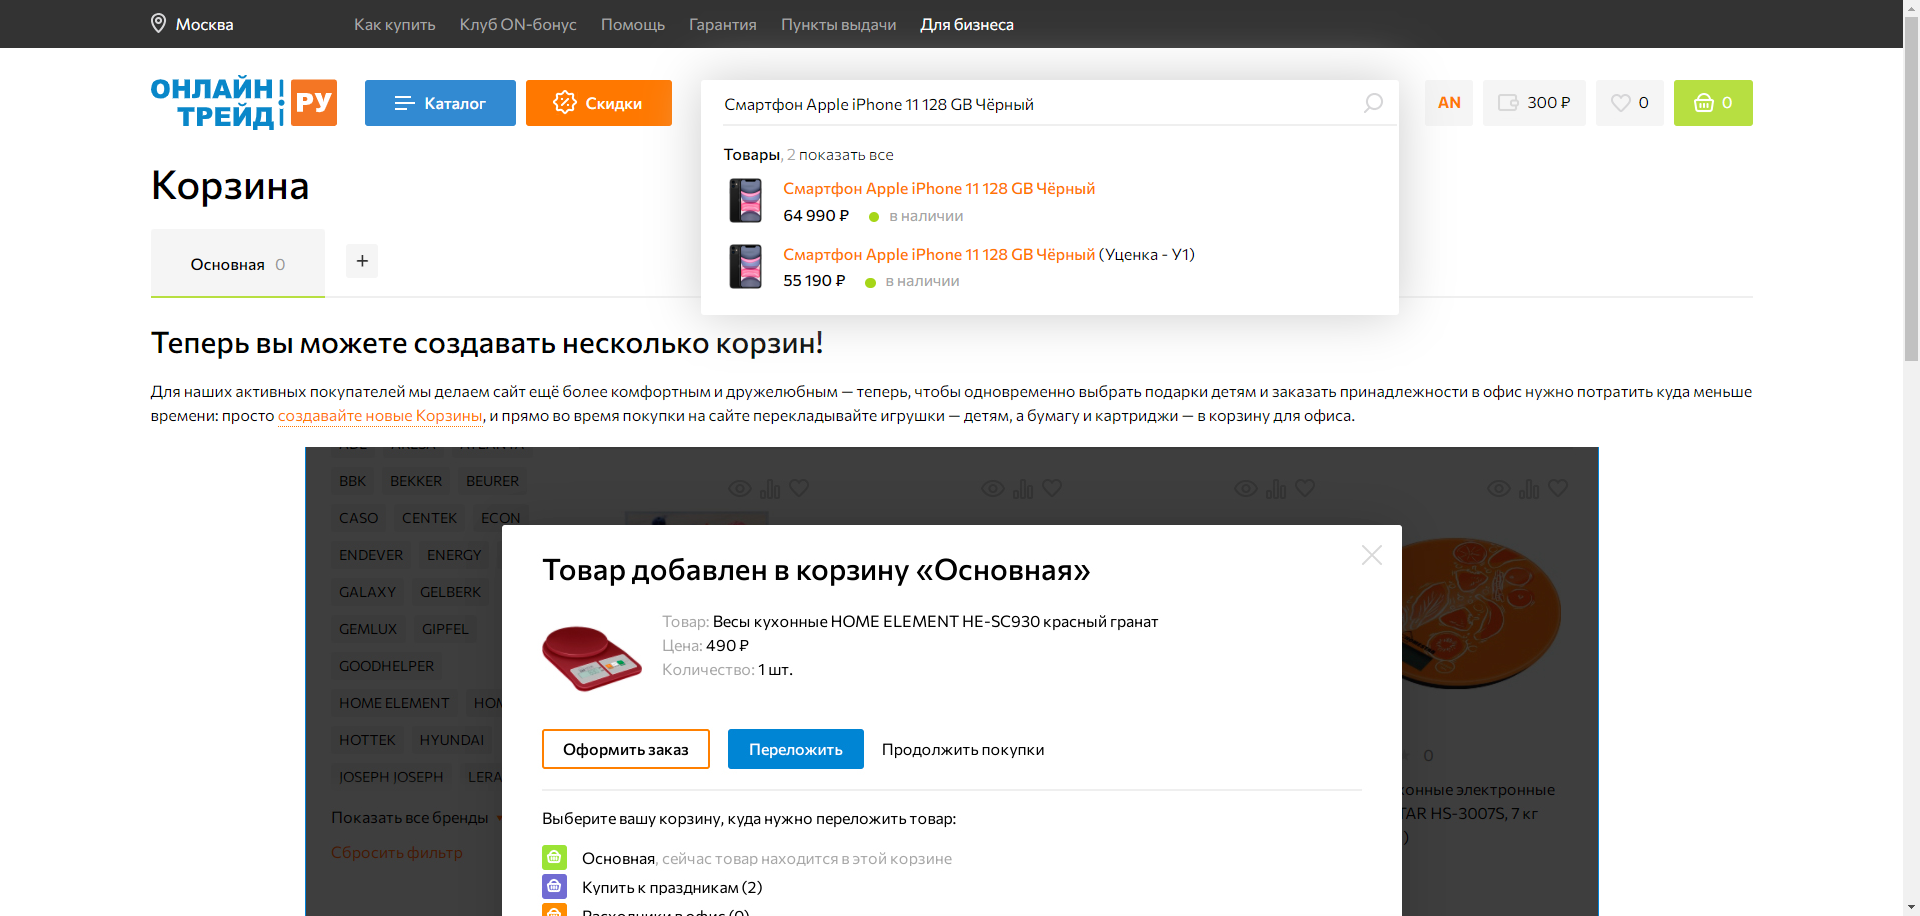 Москва
Как купить Клуб ON-бонус Помощь Гарантия Пункты выдачи Для бизнеса
ОНЛАЙН ТРЕЙД РУ
Каталог
Скидки
Смартфон Apple iPhone 11 128 GB Чёрный
AN
300 ₽
0
0
Товары, 2 показать все
Смартфон Apple iPhone 11 128 GB Чёрный
64 990 ₽ в наличии
Смартфон Apple iPhone 11 128 GB Чёрный (Уценка - У1)
55 190 ₽ в наличии
Корзина
Основная 0
+
Теперь вы можете создавать несколько корзин!
Для наших активных покупателей мы делаем сайт ещё более комфортным и дружелюбным — теперь, чтобы одновременно выбрать подарки детям и заказать принадлежности в офис нужно потратить куда меньше
времени: просто создавайте новые Корзины, и прямо во время покупки на сайте перекладывайте игрушки — детям, а бумагу и картриджи — в корзину для офиса.
BBK BEKKER BEURER
CASO CENTEK ECON
ENDEVER ENERGY
GALAXY GELBERK
GEMLUX GIPFEL
GOODHELPER
HOME ELEMENT HOM
HOTTEK HYUNDAI
JOSEPH JOSEPH LERA
Показать все бренды
Сбросить фильтр
Товар добавлен в корзину «Основная»
Товар: Весы кухонные HOME ELEMENT HE-SC930 красный гранат
Цена: 490 ₽
Количество: 1 шт.
Оформить заказ
Переложить
Продолжить покупки
Выберите вашу корзину, куда нужно переложить товар:
Основная, сейчас товар находится в этой корзине
Купить к праздникам (2)
Расходники в офис (0)
0
хонные электронные
TAR HS-3007S, 7 кг
)